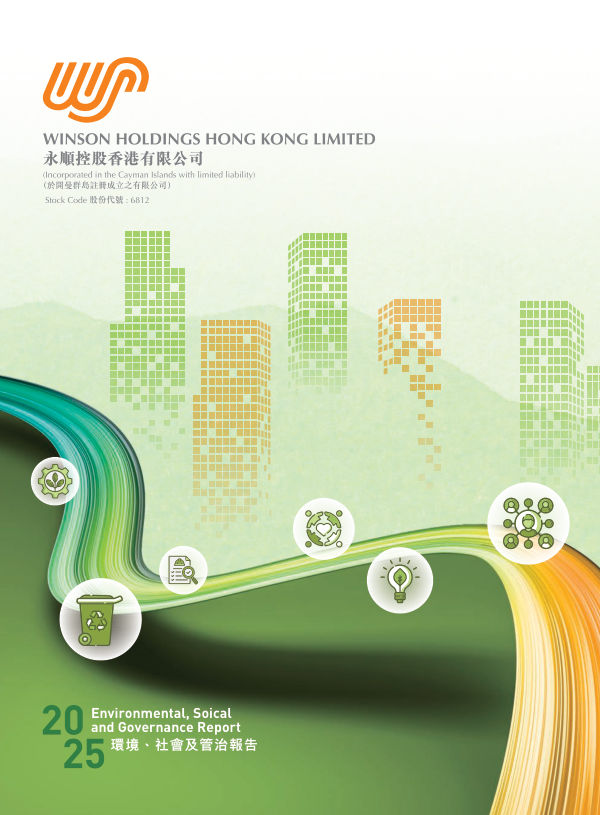 WINSON HOLDINGS HONG KONG LIMITED
永順控股香港有限公司
(Incorporated in the Cayman Islands with limited liability)
(於開曼群島註冊成立之有限公司)
Stock Code 股份代號 : 6812
2025
Environmental, Soical
and Governance Report
環境、社會及管治報告